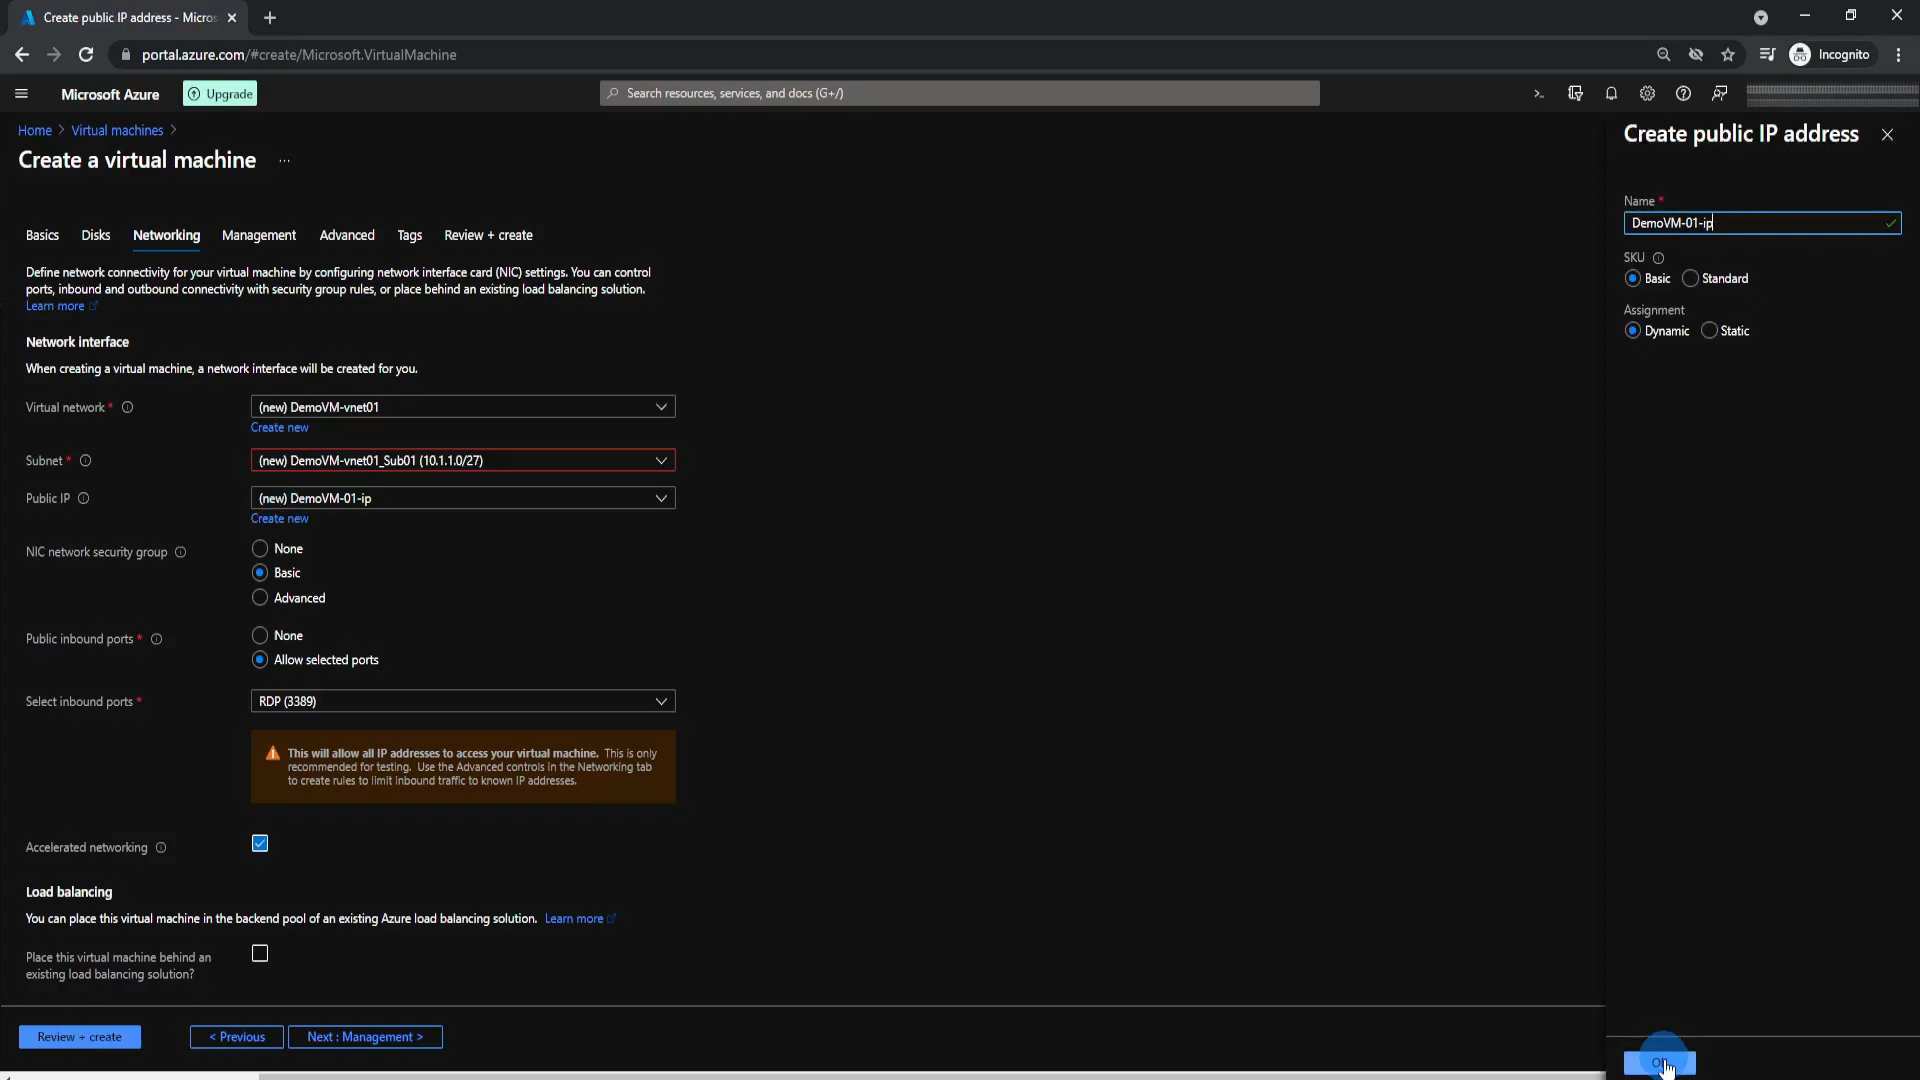 Create public IP address - Micros
portal.azure.com/#create/Microsoft.VirtualMachine
Incognito
Microsoft Azure
Upgrade
Search resources, services, and docs (G+/)
Home > Virtual machines >
Create a virtual machine ...
Basics Disks Networking Management Advanced Tags Review + create
Define network connectivity for your virtual machine by configuring network interface card (NIC) settings. You can control
ports, inbound and outbound connectivity with security group rules, or place behind an existing load balancing solution.
Learn more
Network interface
When creating a virtual machine, a network interface will be created for you.
Virtual network * (new) DemoVM-vnet01
Create new
Subnet * (new) DemoVM-vnet01_Sub01 (10.1.1.0/27)
Public IP (new) DemoVM-01-ip
Create new
NIC network security group
None
Basic
Advanced
Public inbound ports *
None
Allow selected ports
Select inbound ports * RDP (3389)
This will allow all IP addresses to access your virtual machine. This is only
recommended for testing. Use the Advanced controls in the Networking tab
to create rules to limit inbound traffic to known IP addresses.
Accelerated networking
Load balancing
You can place this virtual machine in the backend pool of an existing Azure load balancing solution. Learn more
Place this virtual machine behind an
existing load balancing solution?
Review + create
< Previous
Next : Management >
Create public IP address
Name *
DemoVM-01-ip
SKU
Basic Standard
Assignment
Dynamic Static